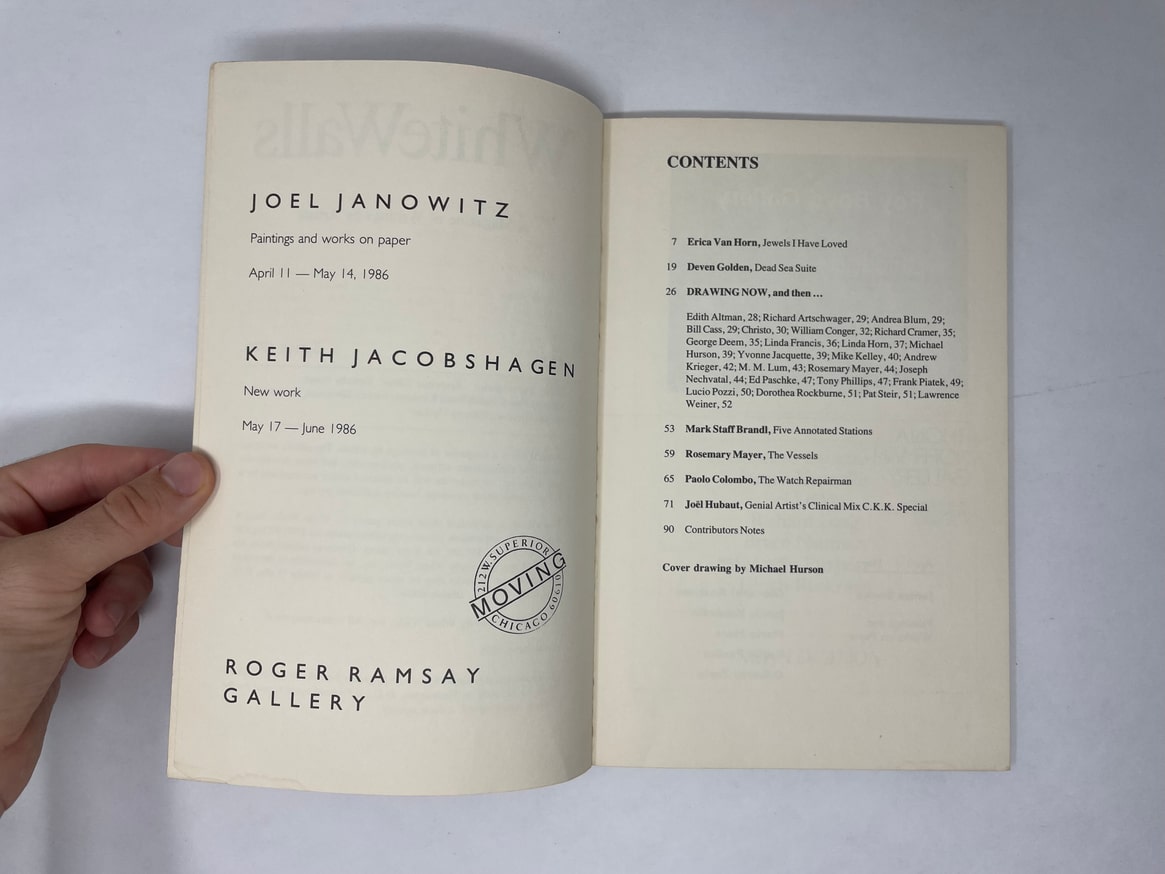 WhiteWalls
JOEL JANOWITZ
Paintings and works on paper
April 11 — May 14, 1986
KEITH JACOBSHAGEN
New work
May 17 — June 1986
212 W. SUPERIOR
MOVING
CHICAGO 60610
ROGER RAMSAY
GALLERY
CONTENTS
7 Erica Van Horn, Jewels I Have Loved
19 Deven Golden, Dead Sea Suite
26 DRAWING NOW, and then ...
Edith Altman, 28; Richard Artschwager, 29; Andrea Blum, 29;
Bill Cass, 29; Christo, 30; William Conger, 32; Richard Cramer, 35;
George Deem, 35; Linda Francis, 36; Linda Horn, 37; Michael
Hurson, 39; Yvonne Jacquette, 39; Mike Kelley, 40; Andrew
Krieger, 42; M. M. Lum, 43; Rosemary Mayer, 44; Joseph
Nechvatal, 44; Ed Paschke, 47; Tony Phillips, 47; Frank Piatek, 49;
Lucio Pozzi, 50; Dorothea Rockburne, 51; Pat Steir, 51; Lawrence
Weiner, 52
53 Mark Staff Brandl, Five Annotated Stations
59 Rosemary Mayer, The Vessels
65 Paolo Colombo, The Watch Repairman
71 Joël Hubaut, Genial Artist's Clinical Mix C.K.K. Special
90 Contributors Notes
Cover drawing by Michael Hurson